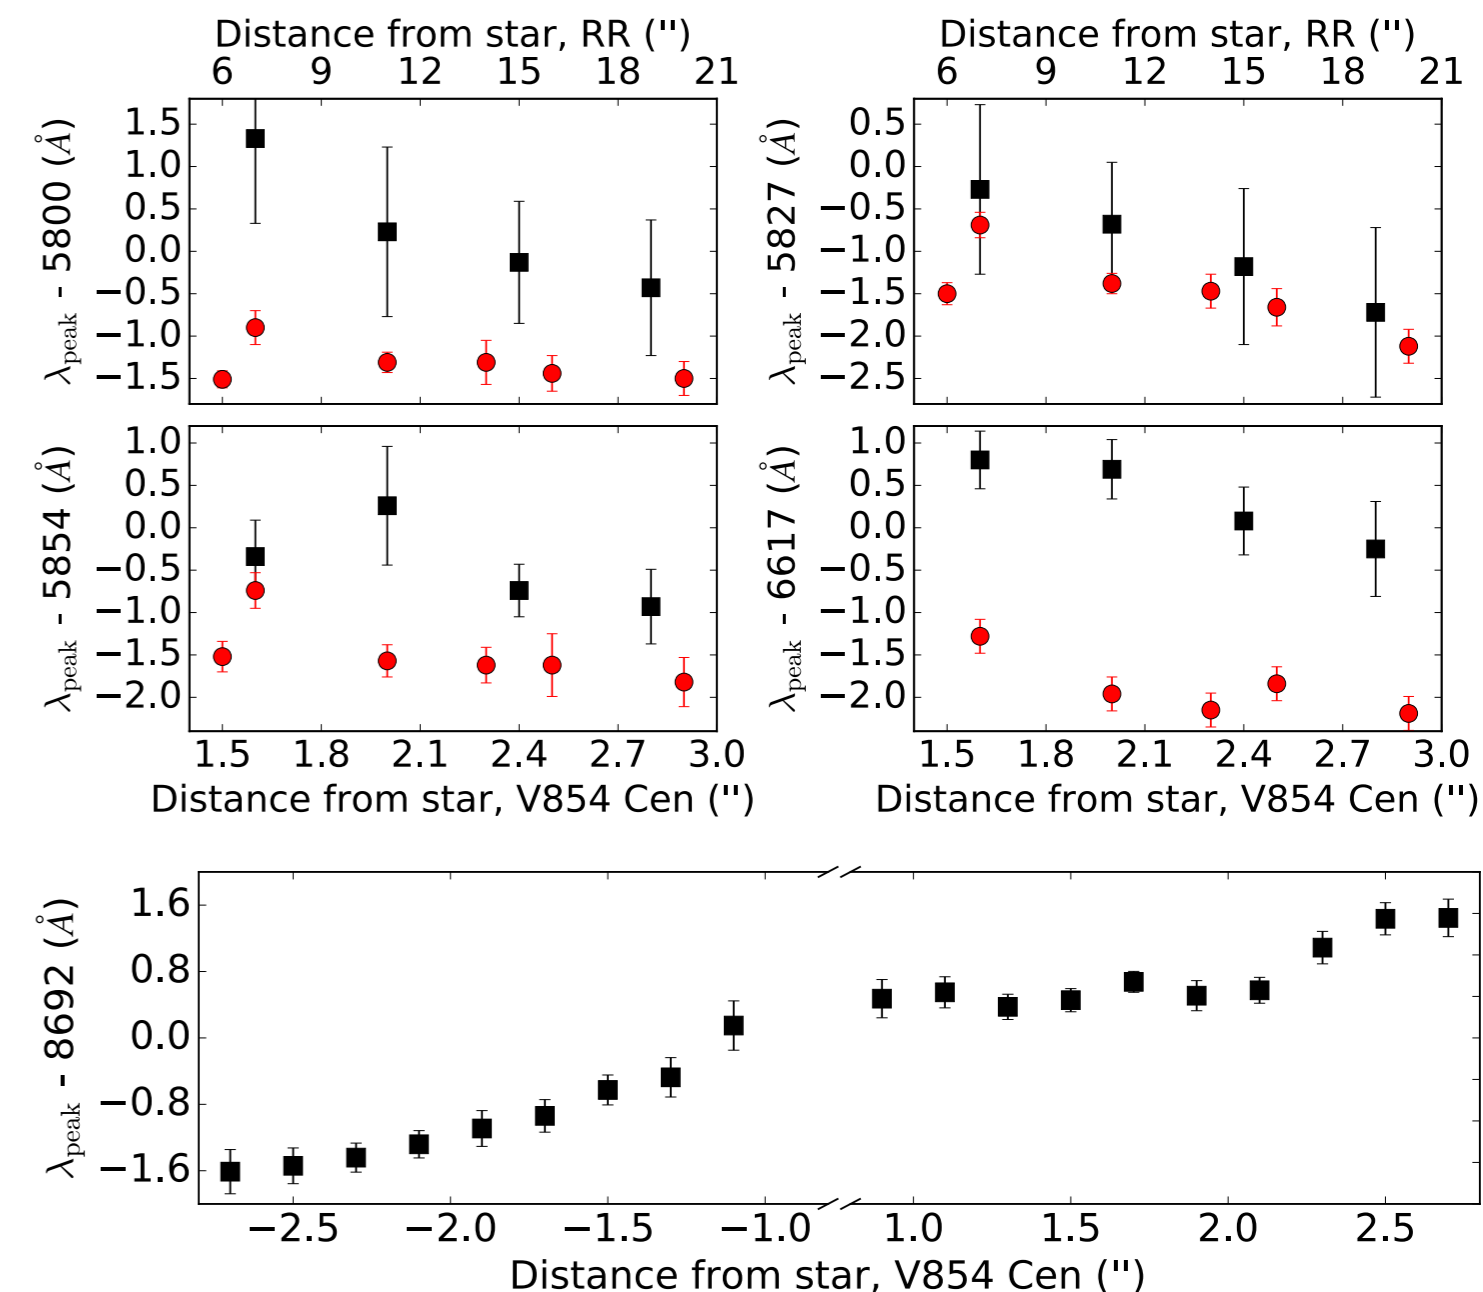 Distance from star, RR ('')
6 9 12 15 18 21
λpeak - 5800 (Å)
1.5
1.0
0.5
0.0
−0.5
−1.0
−1.5
Distance from star, RR ('')
6 9 12 15 18 21
λpeak - 5827 (Å)
0.5
0.0
−0.5
−1.0
−1.5
−2.0
−2.5
λpeak - 5854 (Å)
1.0
0.5
0.0
−0.5
−1.0
−1.5
−2.0
1.5 1.8 2.1 2.4 2.7 3.0
Distance from star, V854 Cen ('')
λpeak - 6617 (Å)
1.0
0.5
0.0
−0.5
−1.0
−1.5
−2.0
1.5 1.8 2.1 2.4 2.7 3.0
Distance from star, V854 Cen ('')
λpeak - 8692 (Å)
1.6
0.8
0.0
−0.8
−1.6
−2.5 −2.0 −1.5 −1.0 1.0 1.5 2.0 2.5
Distance from star, V854 Cen ('')